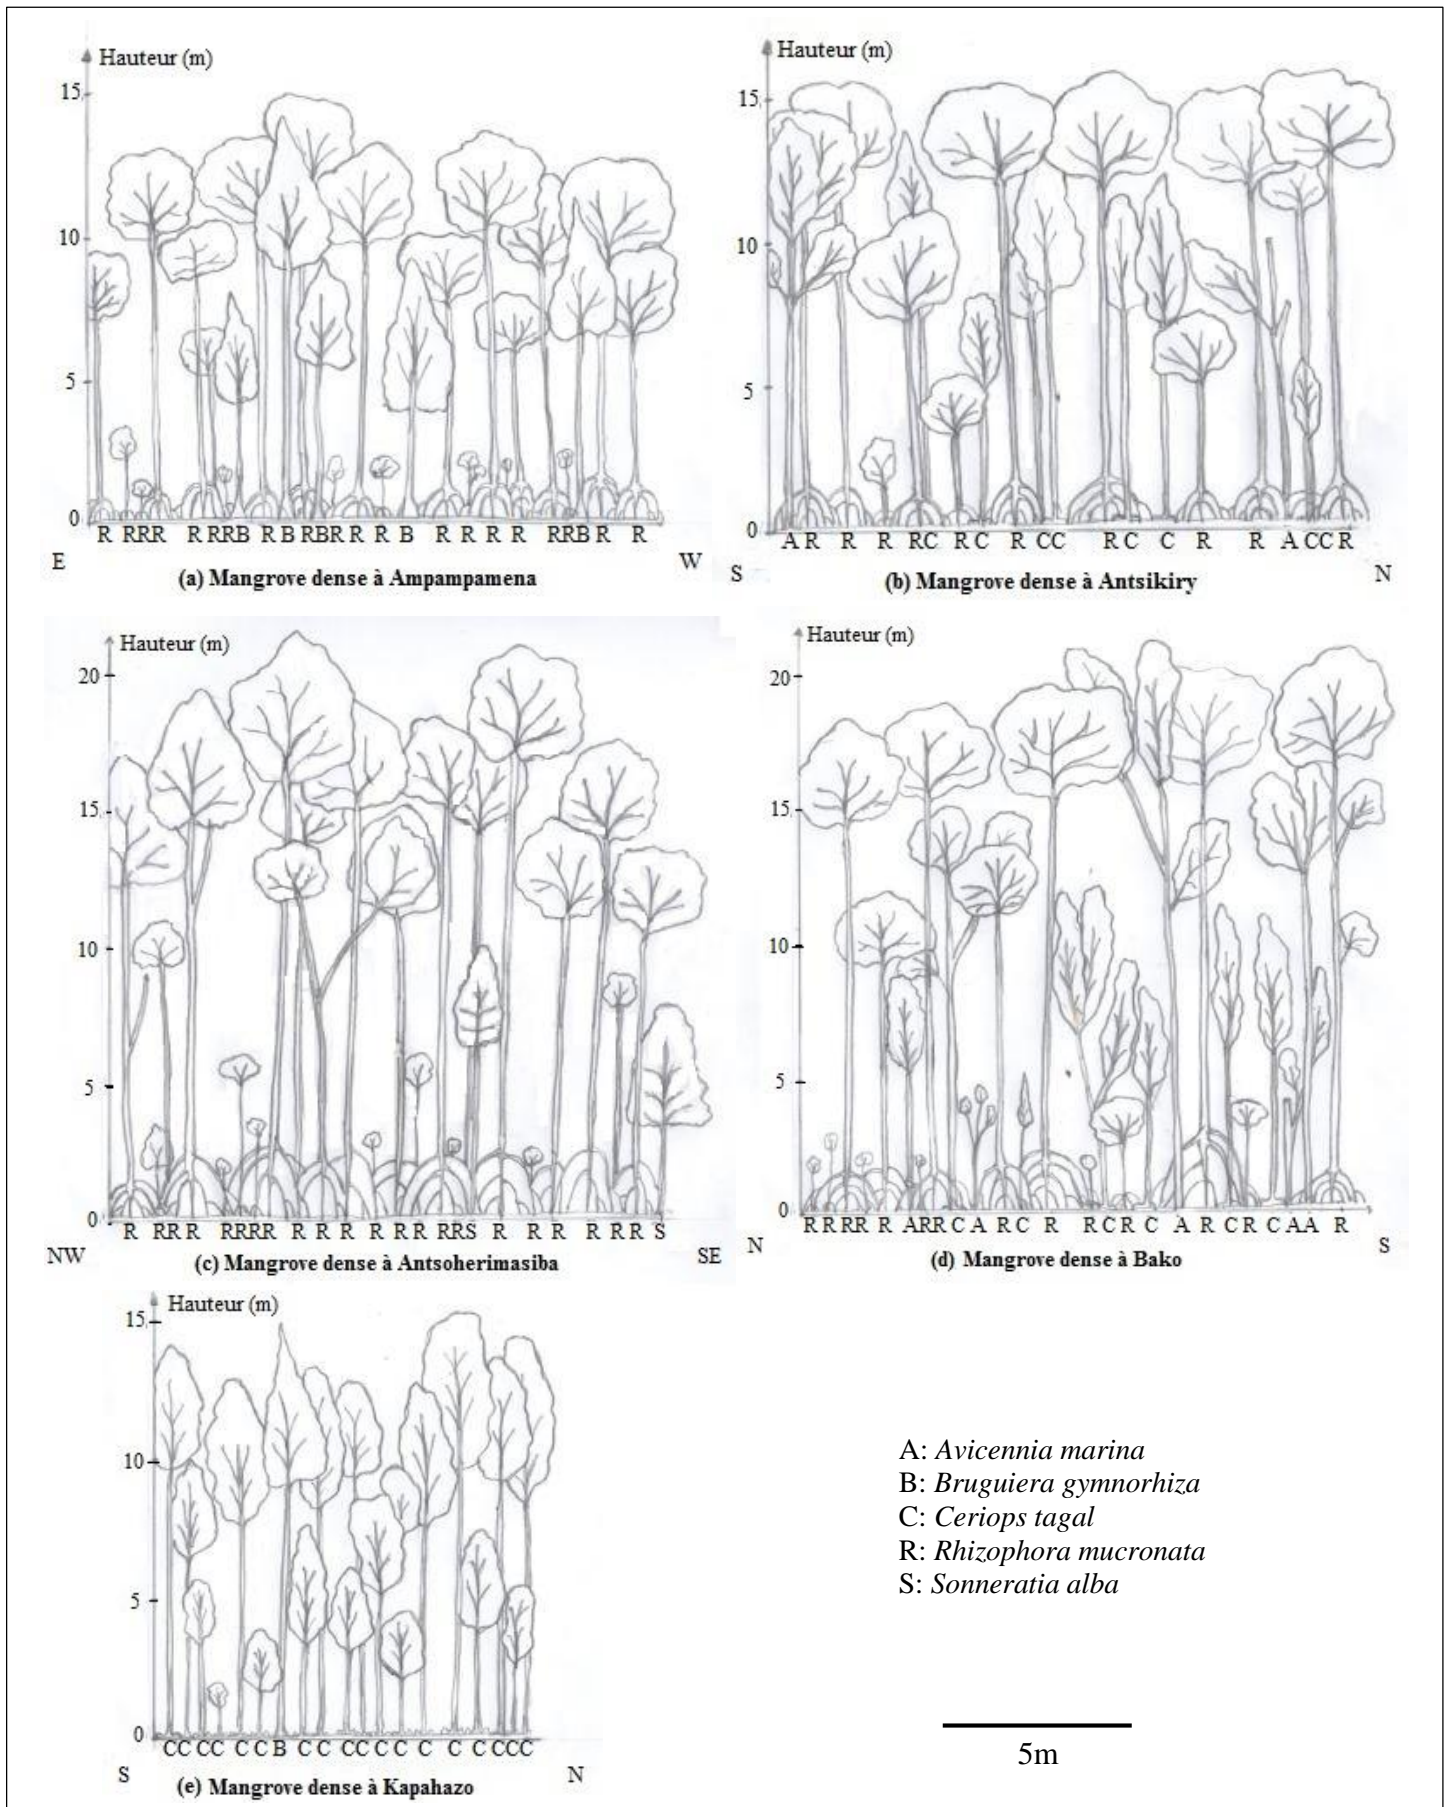 Hauteur (m)
15
10
5
0
R RRR R RRB R B RBR R R B R R R R RRB R R
E W
(a) Mangrove dense à Ampampamena
Hauteur (m)
15
10
5
0
A R R R RC R C R CC R C C R R A CC R
S N
(b) Mangrove dense à Antsikiry
Hauteur (m)
20
15
10
5
0
R RR R RRRR R R R R RR RRS R R R R RR S
NW SE
(c) Mangrove dense à Antsoherimasiba
Hauteur (m)
20
15
10
5
0
RRRR R ARR C A R C R R C R C A R C R C AA R
N S
(d) Mangrove dense à Bako
Hauteur (m)
15
10
5
0
CC CC C C B C C CC C C C C C CCC
S N
(e) Mangrove dense à Kapahazo
A: Avicennia marina
B: Bruguiera gymnorhiza
C: Ceriops tagal
R: Rhizophora mucronata
S: Sonneratia alba
5m